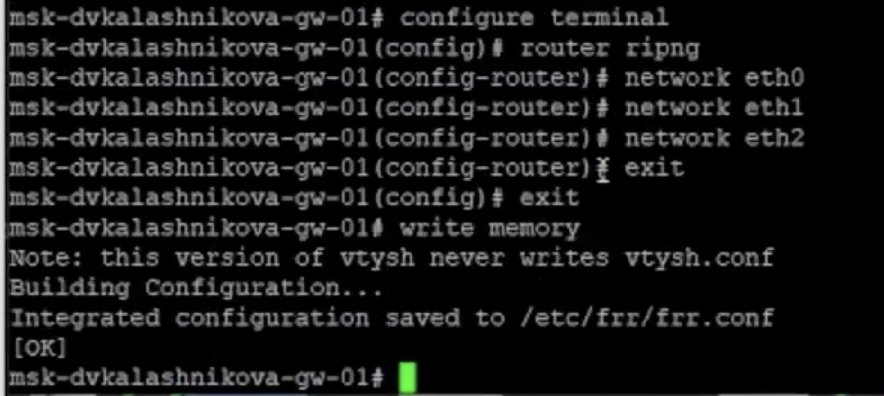 msk-dvkalashnikova-gw-01# configure terminal
msk-dvkalashnikova-gw-01(config)# router ripng
msk-dvkalashnikova-gw-01(config-router)# network eth0
msk-dvkalashnikova-gw-01(config-router)# network eth1
msk-dvkalashnikova-gw-01(config-router)# network eth2
msk-dvkalashnikova-gw-01(config-router)# exit
msk-dvkalashnikova-gw-01(config)# exit
msk-dvkalashnikova-gw-01# write memory
Note: this version of vtysh never writes vtysh.conf
Building Configuration...
Integrated configuration saved to /etc/frr/frr.conf
[OK]
msk-dvkalashnikova-gw-01#